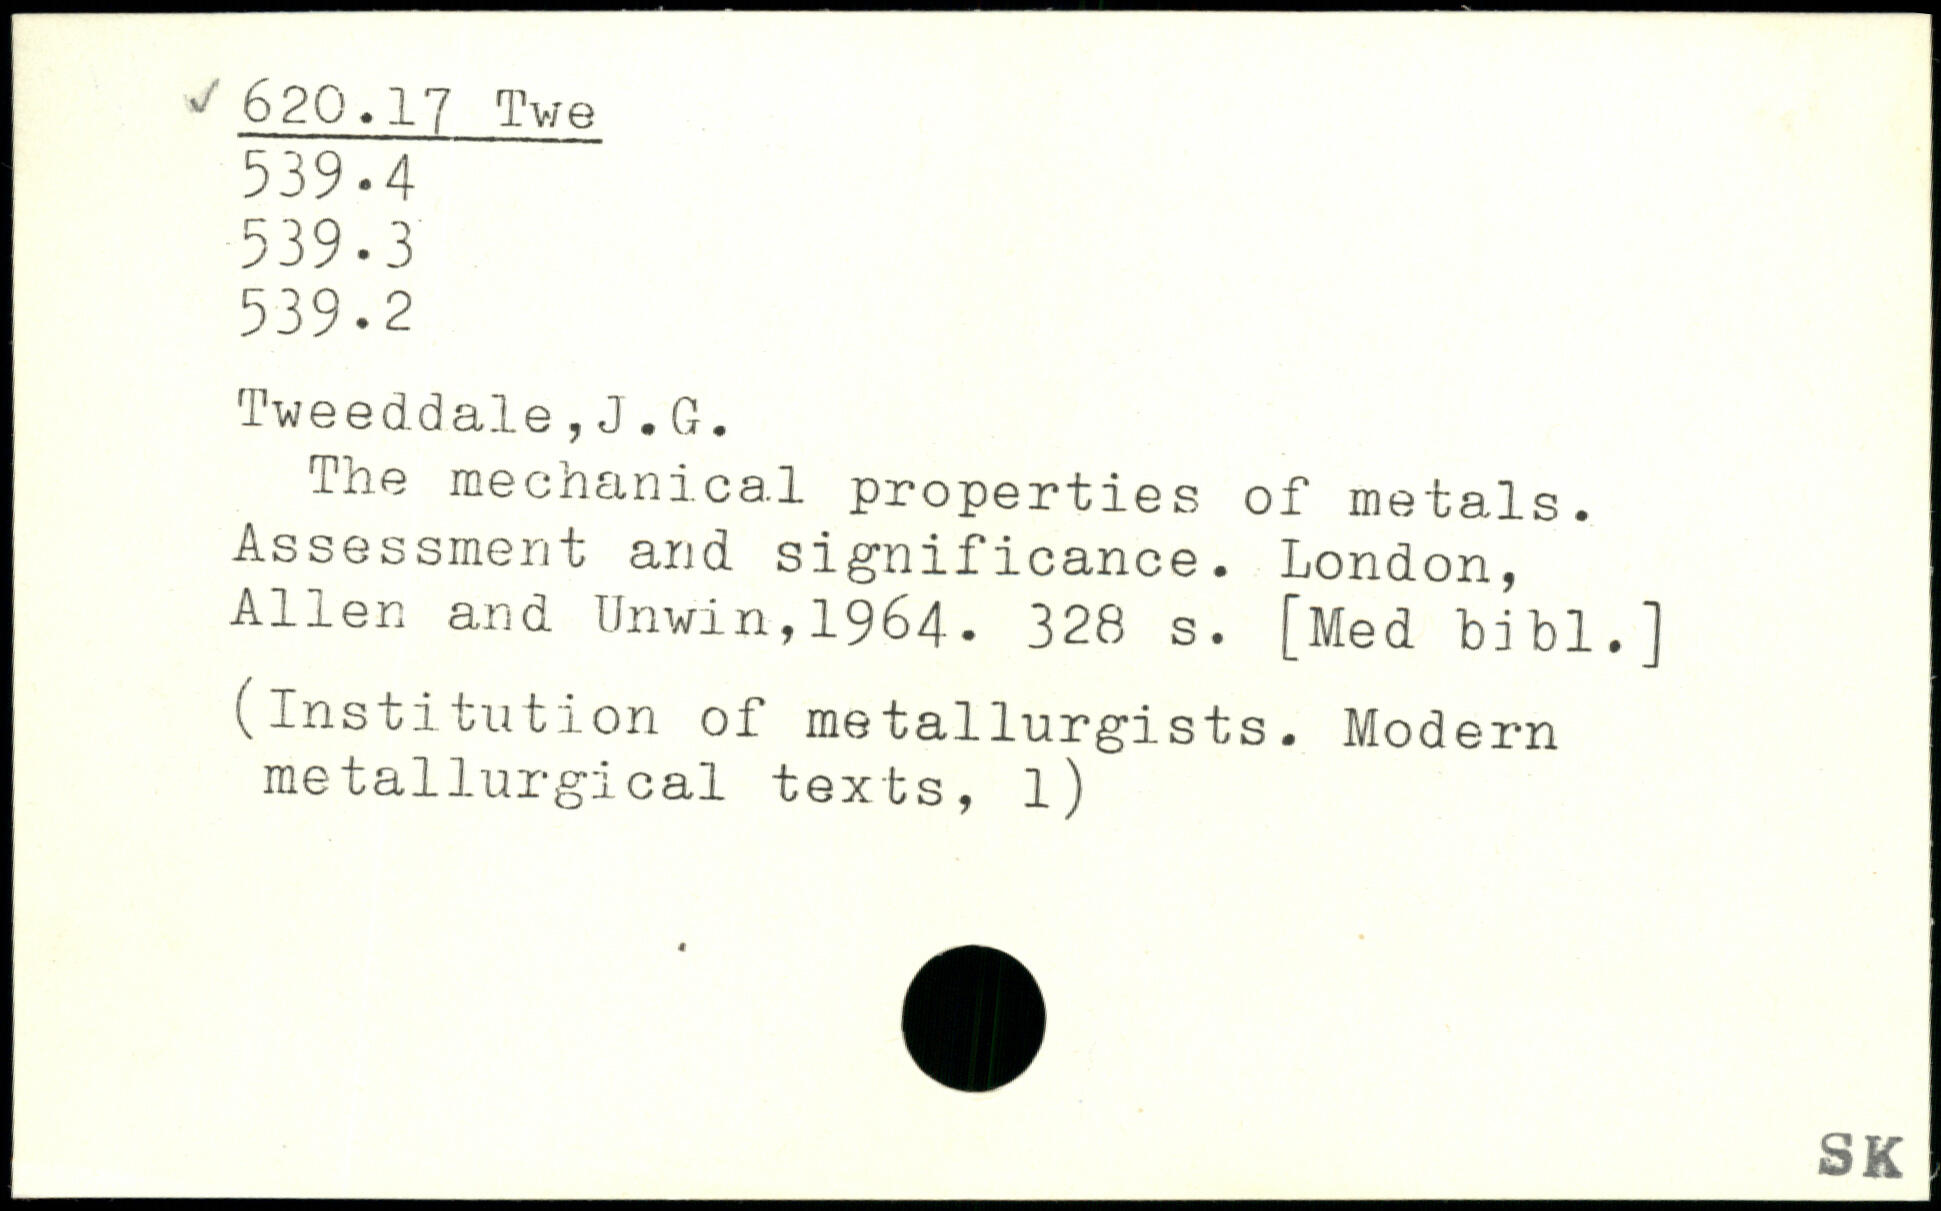 ✓ 620.17 Twe
539.4
539.3
539.2
Tweeddale,J.G.
The mechanical properties of metals.
Assessment and significance. London,
Allen and Unwin,1964. 328 s. [Med bibl.]
(Institution of metallurgists. Modern
metallurgical texts, 1)
SK